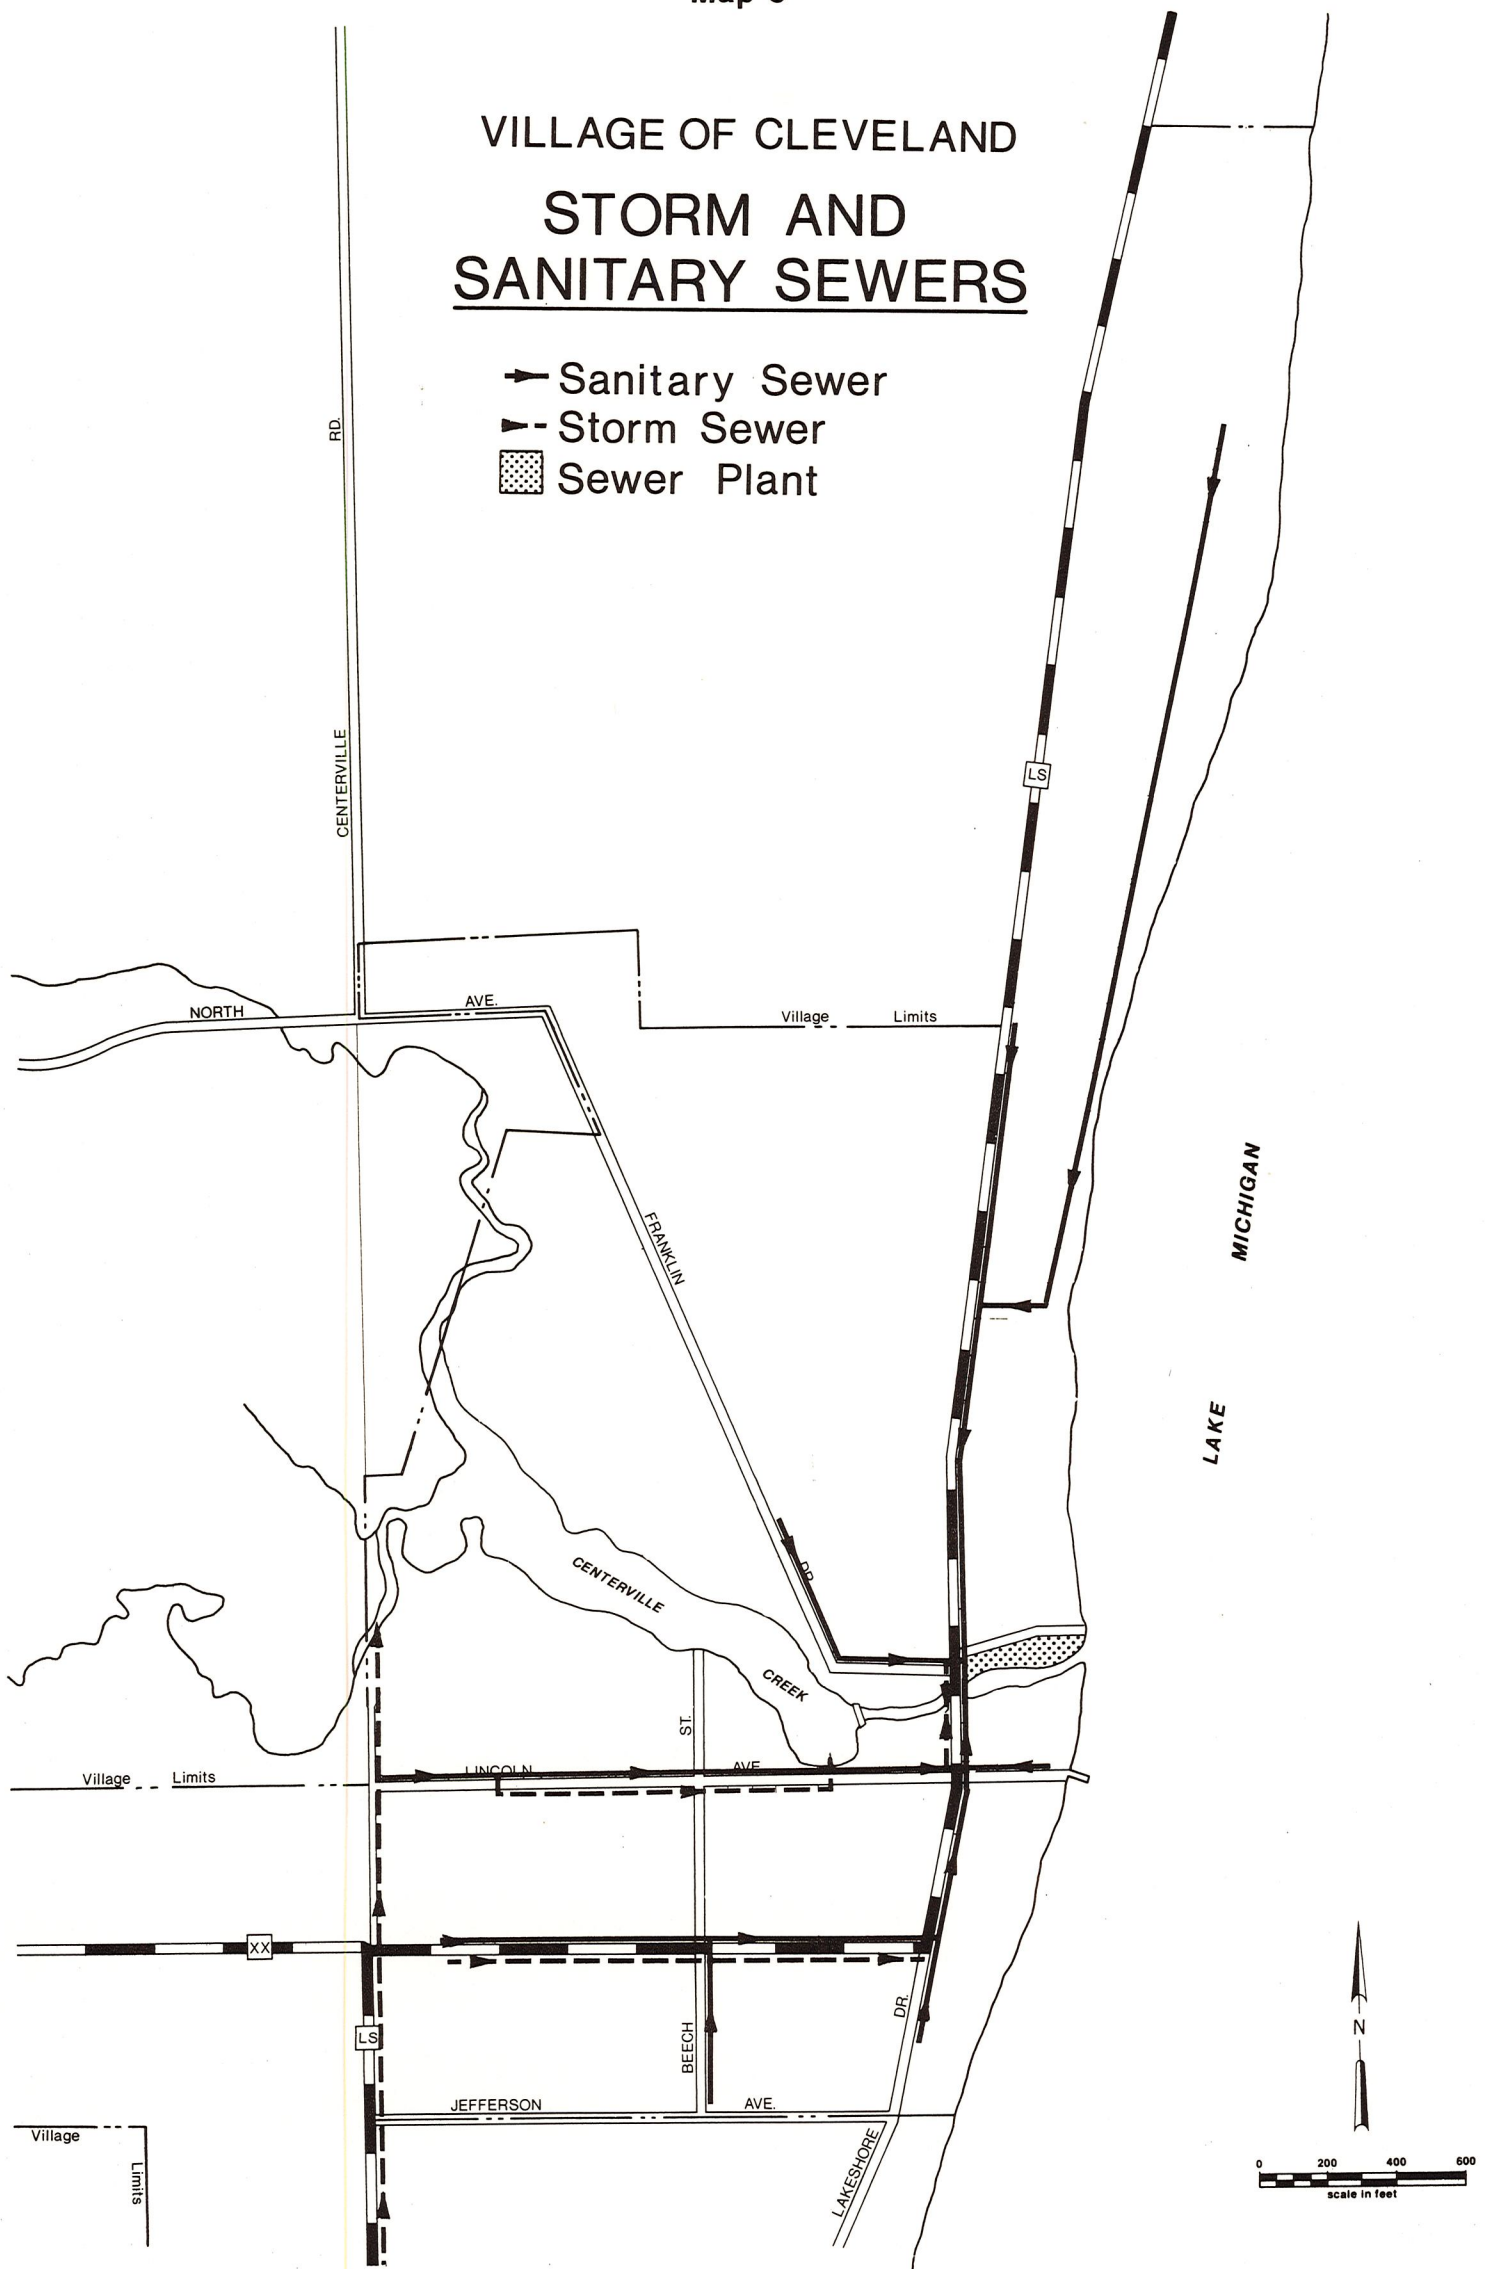 VILLAGE OF CLEVELAND
STORM AND
SANITARY SEWERS
Sanitary Sewer
Storm Sewer
Sewer Plant
RD.
CENTERVILLE
LS
NORTH
AVE.
Village Limits
FRANKLIN
DR.
LAKE MICHIGAN
CENTERVILLE
CREEK
ST.
Village Limits
LINCOLN
AVE.
XX
LS
BEECH
DR.
JEFFERSON
AVE.
LAKESHORE
Village
Limits
N
0 200 400 600
scale in feet